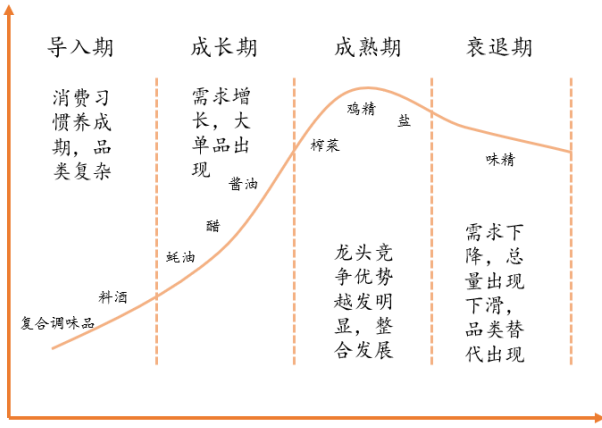 导入期
成长期
成熟期
衰退期
消费习
惯养成
期，品
类复杂
需求增
长，大
单品出
现
鸡精
盐
榨菜
味精
酱油
醋
蚝油
料酒
复合调味品
龙头竞
争优势
越发明
显，整
合发展
需求下
降，总
量出现
下滑，
品类替
代出现